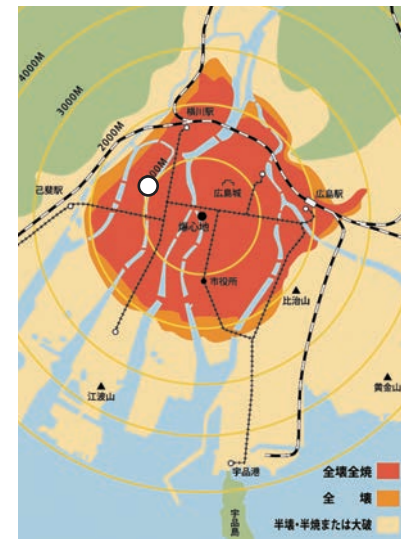 4000M
3000M
2000M
横川駅
己斐駅
広島城
広島駅
爆心地
市役所
比治山
江波山
黄金山
宇品港
宇品島
全壊全焼
全　壊
半壊・半焼または大破